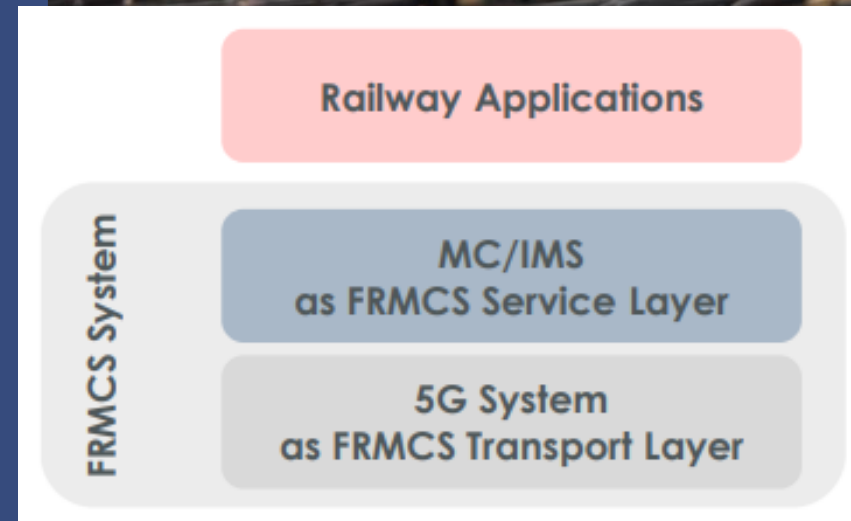 Railway Applications
FRMCS System
MC/IMS
as FRMCS Service Layer
5G System
as FRMCS Transport Layer